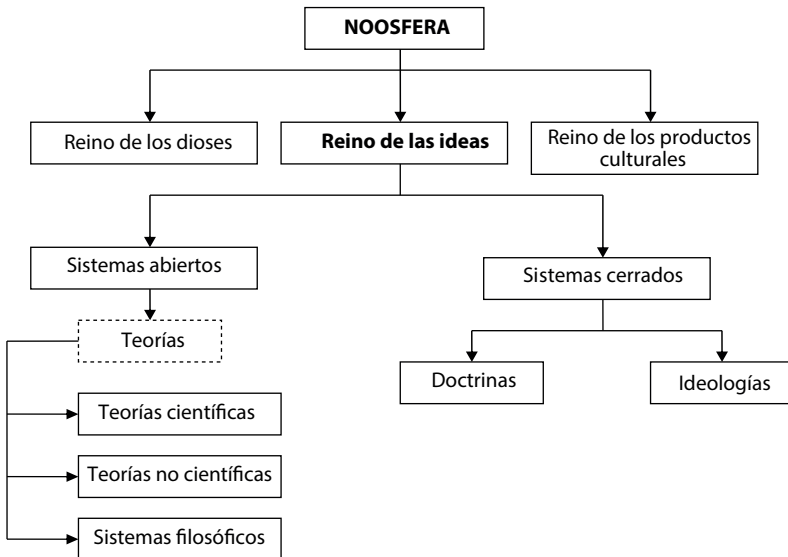 NOOSFERA
Reino de los dioses
Reino de las ideas
Reino de los productos
culturales
Sistemas abiertos
Sistemas cerrados
Teorías
Doctrinas
Ideologías
Teorías científicas
Teorías no científicas
Sistemas filosóficos